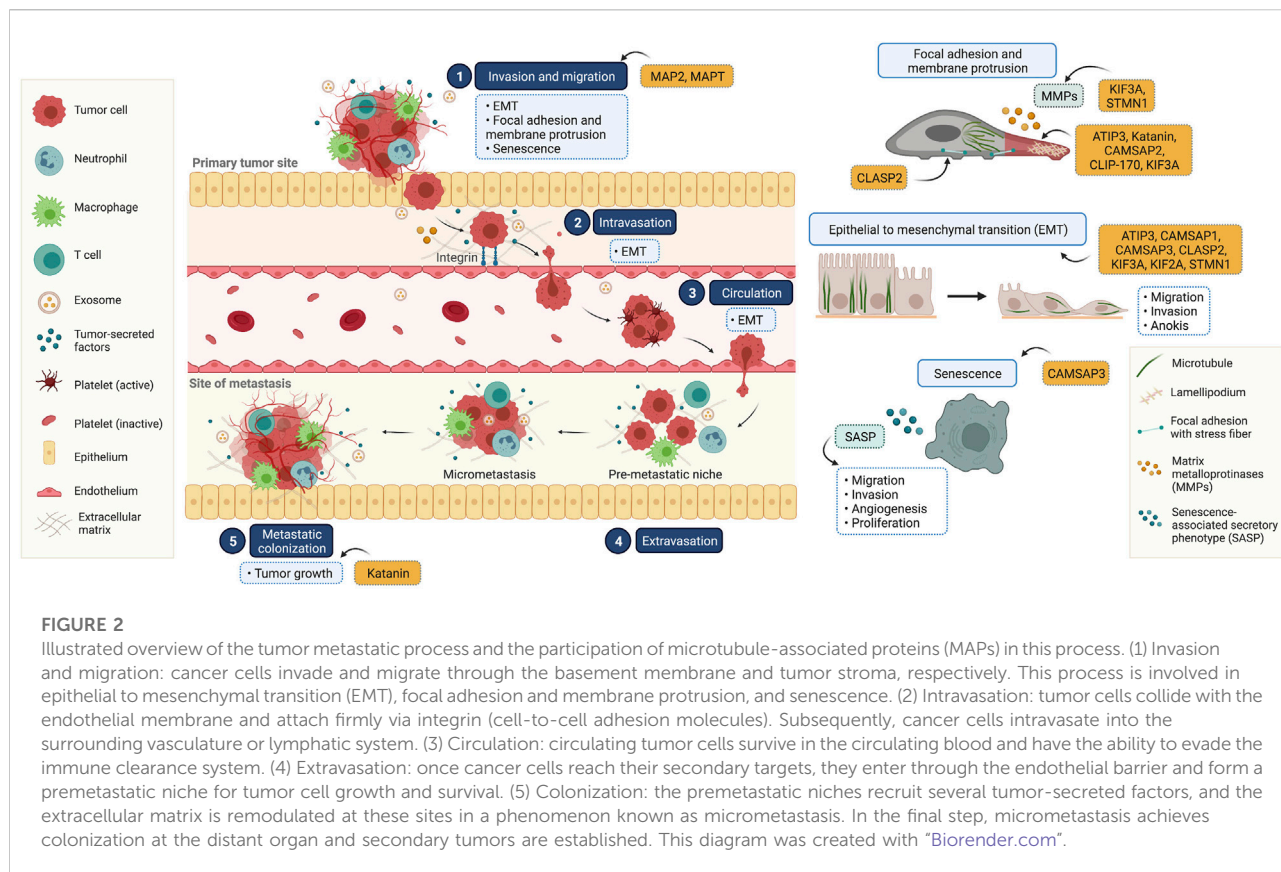 Tumor cell
Neutrophil
Macrophage
T cell
Exosome
Tumor-secreted
factors
Platelet (active)
Platelet (inactive)
Epithelium
Endothelium
Extracellular
matrix
1 Invasion and migration
MAP2, MAPT
• EMT
• Focal adhesion and
membrane protrusion
• Senescence
Primary tumor site
2 Intravasation
• EMT
Integrin
3 Circulation
• EMT
Site of metastasis
Micrometastasis
Pre-metastatic niche
5 Metastatic
colonization
• Tumor growth
Katanin
4 Extravasation
Focal adhesion and
membrane protrusion
MMPs
KIF3A,
STMN1
ATIP3, Katanin,
CAMSAP2,
CLIP-170, KIF3A
CLASP2
Epithelial to mesenchymal transition (EMT)
ATIP3, CAMSAP1,
CAMSAP3, CLASP2,
KIF3A, KIF2A, STMN1
• Migration
• Invasion
• Anokis
Senescence
CAMSAP3
SASP
• Migration
• Invasion
• Angiogenesis
• Proliferation
Microtubule
Lamellipodium
Focal adhesion
with stress fiber
Matrix
metalloprotinases
(MMPs)
Senescence-
associated secretory
phenotype (SASP)
FIGURE 2
Illustrated overview of the tumor metastatic process and the participation of microtubule-associated proteins (MAPs) in this process. (1) Invasion
and migration: cancer cells invade and migrate through the basement membrane and tumor stroma, respectively. This process is involved in
epithelial to mesenchymal transition (EMT), focal adhesion and membrane protrusion, and senescence. (2) Intravasation: tumor cells collide with the
endothelial membrane and attach firmly via integrin (cell-to-cell adhesion molecules). Subsequently, cancer cells intravasate into the
surrounding vasculature or lymphatic system. (3) Circulation: circulating tumor cells survive in the circulating blood and have the ability to evade the
immune clearance system. (4) Extravasation: once cancer cells reach their secondary targets, they enter through the endothelial barrier and form a
premetastatic niche for tumor cell growth and survival. (5) Colonization: the premetastatic niches recruit several tumor-secreted factors, and the
extracellular matrix is remodulated at these sites in a phenomenon known as micrometastasis. In the final step, micrometastasis achieves
colonization at the distant organ and secondary tumors are established. This diagram was created with “Biorender.com”.